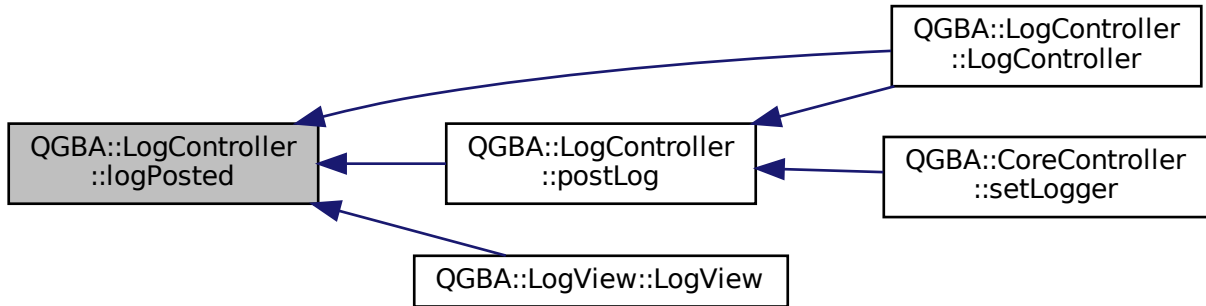 QGBA::LogController
::LogController
QGBA::LogController
::logPosted
QGBA::LogController
::postLog
QGBA::CoreController
::setLogger
QGBA::LogView::LogView